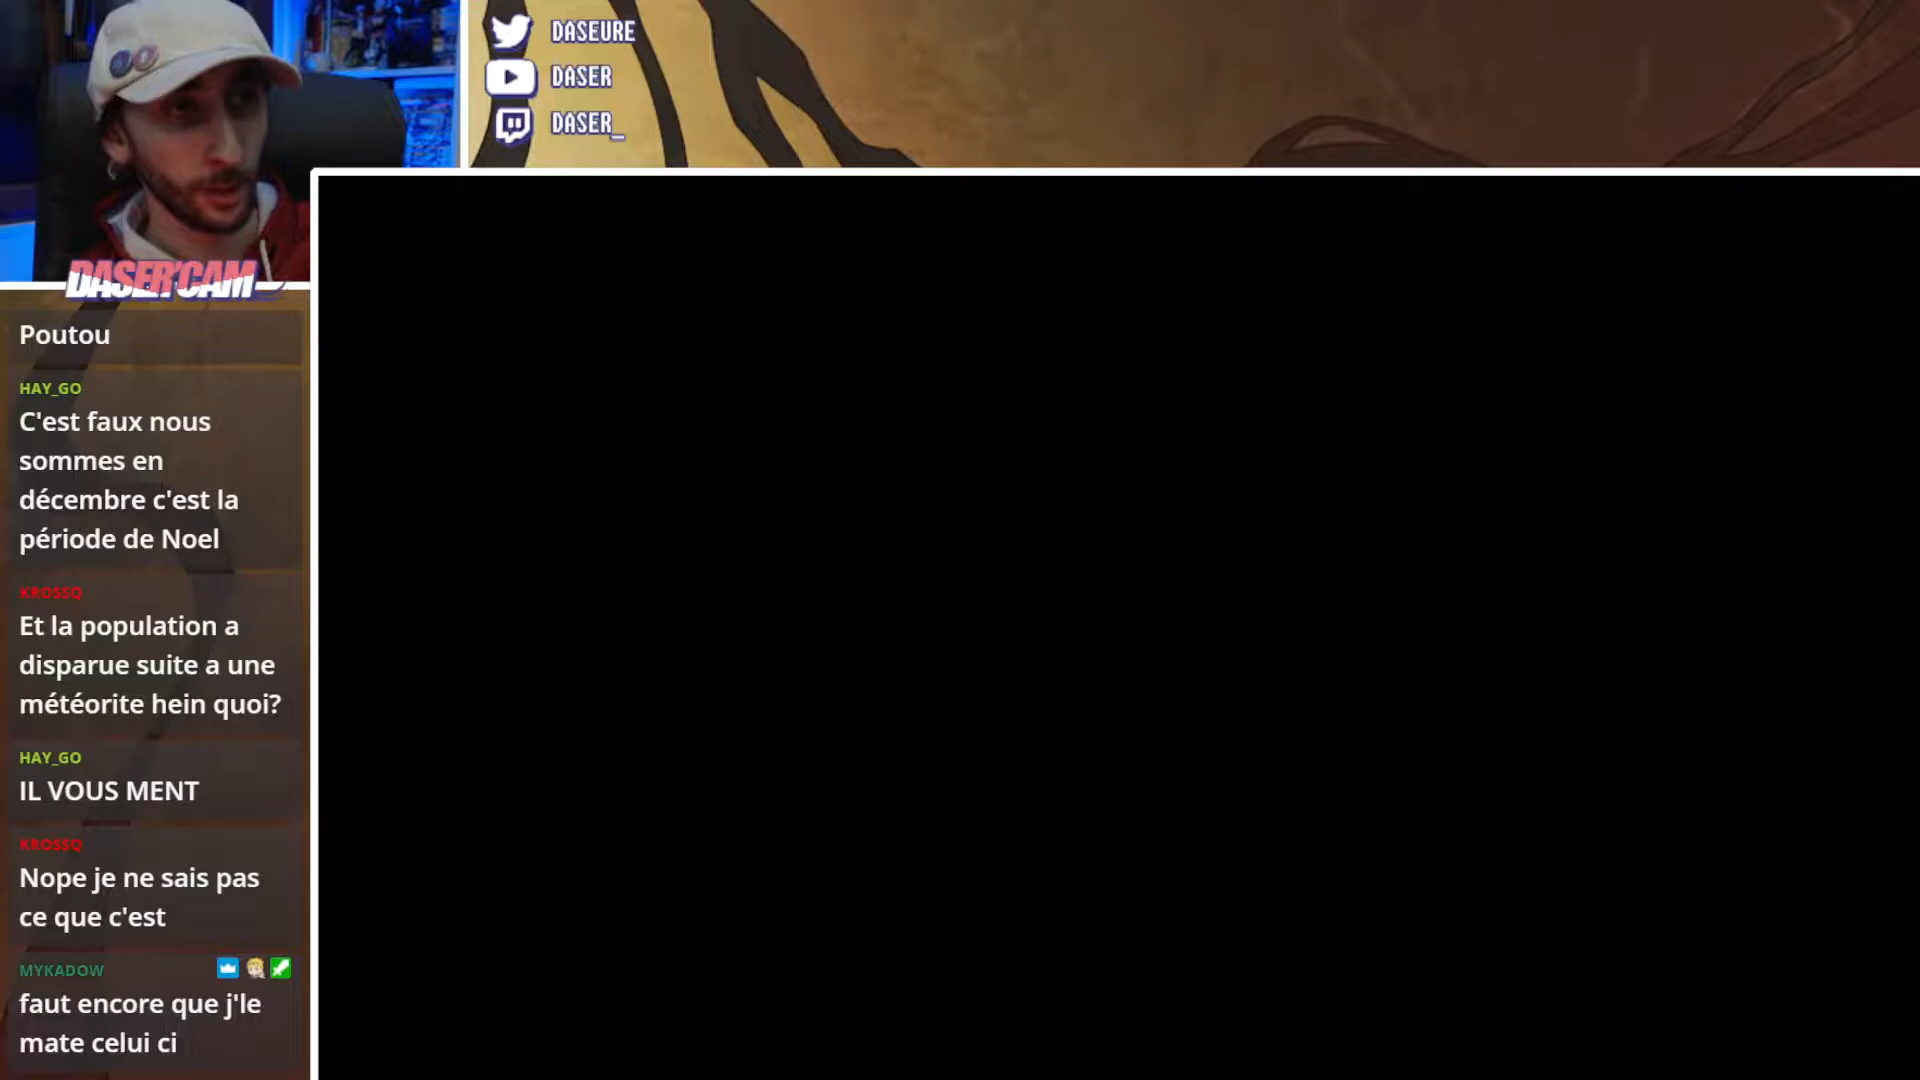 DASEURE
DASER
DASER_
DASER'CAM
Poutou
HAY_GO
C'est faux nous
sommes en
décembre c'est la
période de Noel
KROSSQ
Et la population a
disparue suite a une
météorite hein quoi?
HAY_GO
IL VOUS MENT
KROSSQ
Nope je ne sais pas
ce que c'est
MYKADOW
faut encore que j'le
mate celui ci